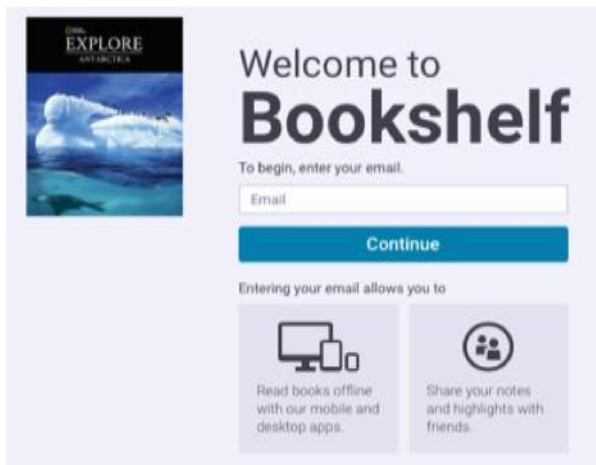 EXPLORE
ANTARCTICA
Welcome to
Bookshelf
To begin, enter your email.
Email
Continue
Entering your email allows you to
Read books offline
with our mobile and
desktop apps.
Share your notes
and highlights with
friends.